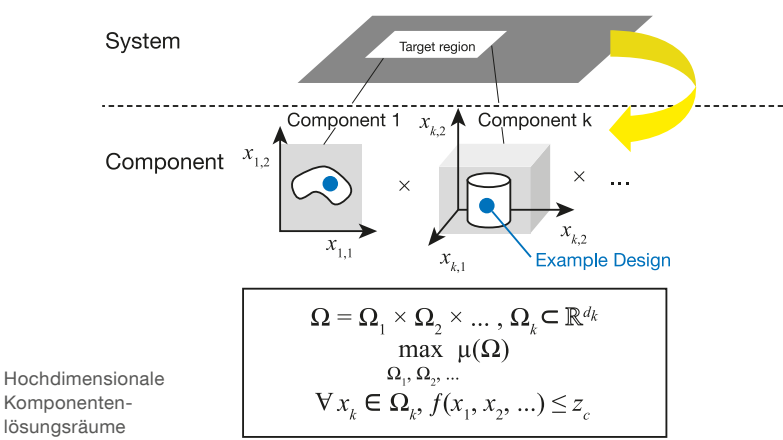 System
Target region
Component 1
Component k
Component
x_{1,2}
x_{k,2}
×
× ...
x_{1,1}
x_{k,1}
x_{k,2}
Example Design
Ω = Ω_1 × Ω_2 × ... , Ω_k ⊂ ℝ^{d_k}
max μ(Ω)
Ω_1, Ω_2, ...
∀ x_k ∈ Ω_k, f(x_1, x_2, ...) ≤ z_c
Hochdimensionale
Komponenten-
lösungsräume